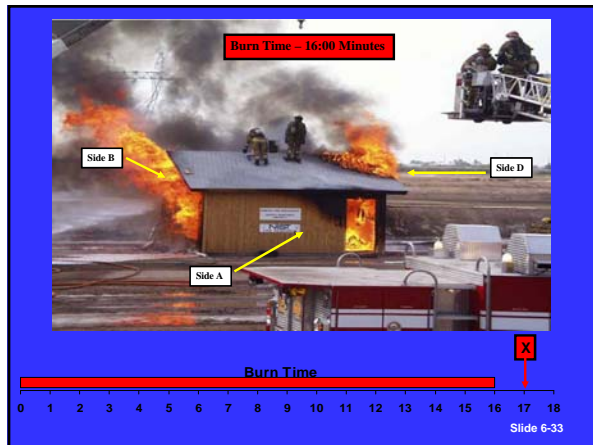 Burn Time – 16:00 Minutes
Side B
Side D
Side A
X
Burn Time
0 1 2 3 4 5 6 7 8 9 10 11 12 13 14 15 16 17 18
Slide 6-33